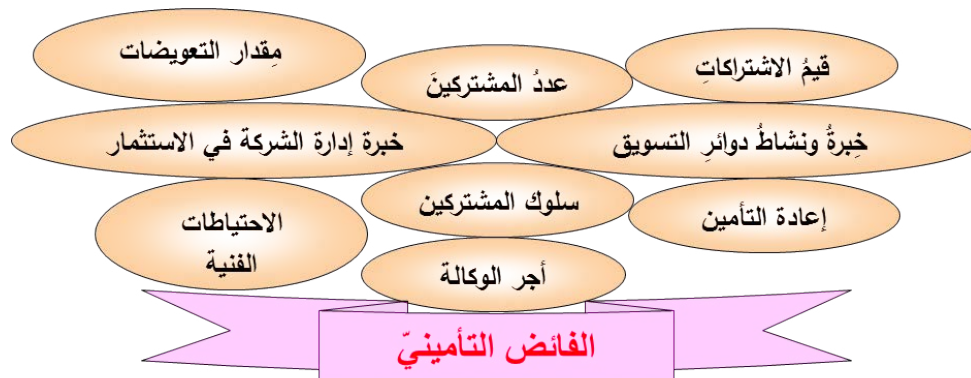 قيمُ الاشتراكاتِ
عددُ المشتركينَ
مِقدار التعويضات
خِبرةُ ونشاطُ دوائرِ التسويق
خبرة إدارة الشركة في الاستثمار
إعادة التأمين
سلوك المشتركين
الاحتياطات
الفنية
أجر الوكالة
الفائض التأمينيّ